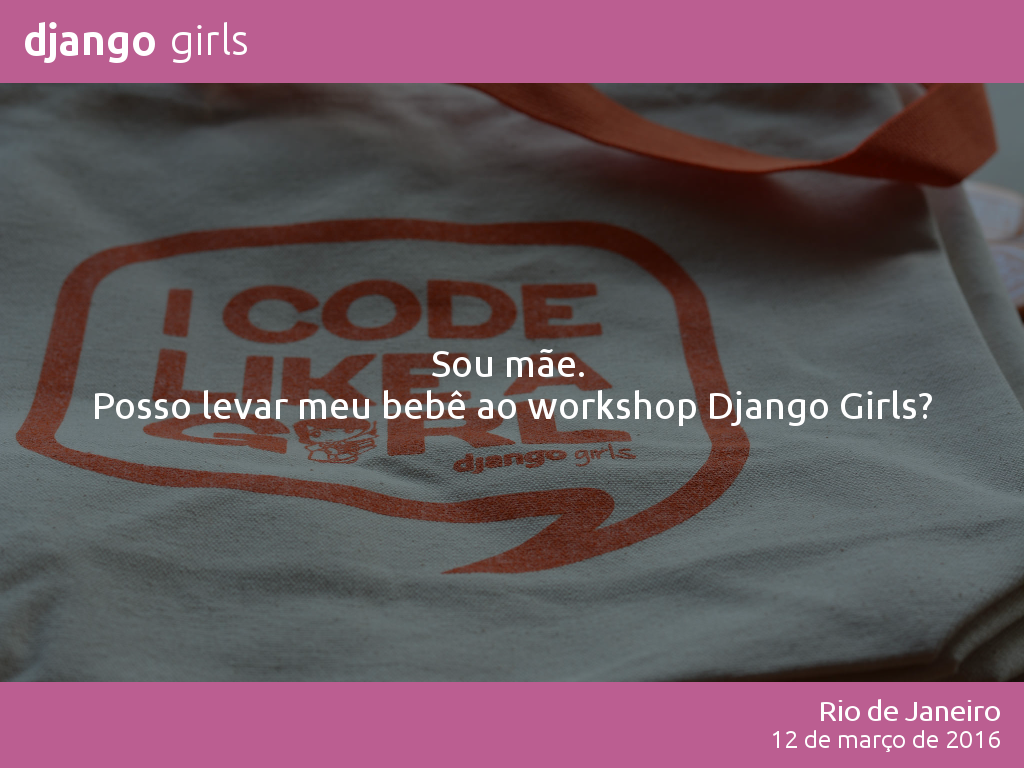 django girls
I CODE
LIKE A
GIRL
django girls
Sou mãe.
Posso levar meu bebê ao workshop Django Girls?
Rio de Janeiro
12 de março de 2016